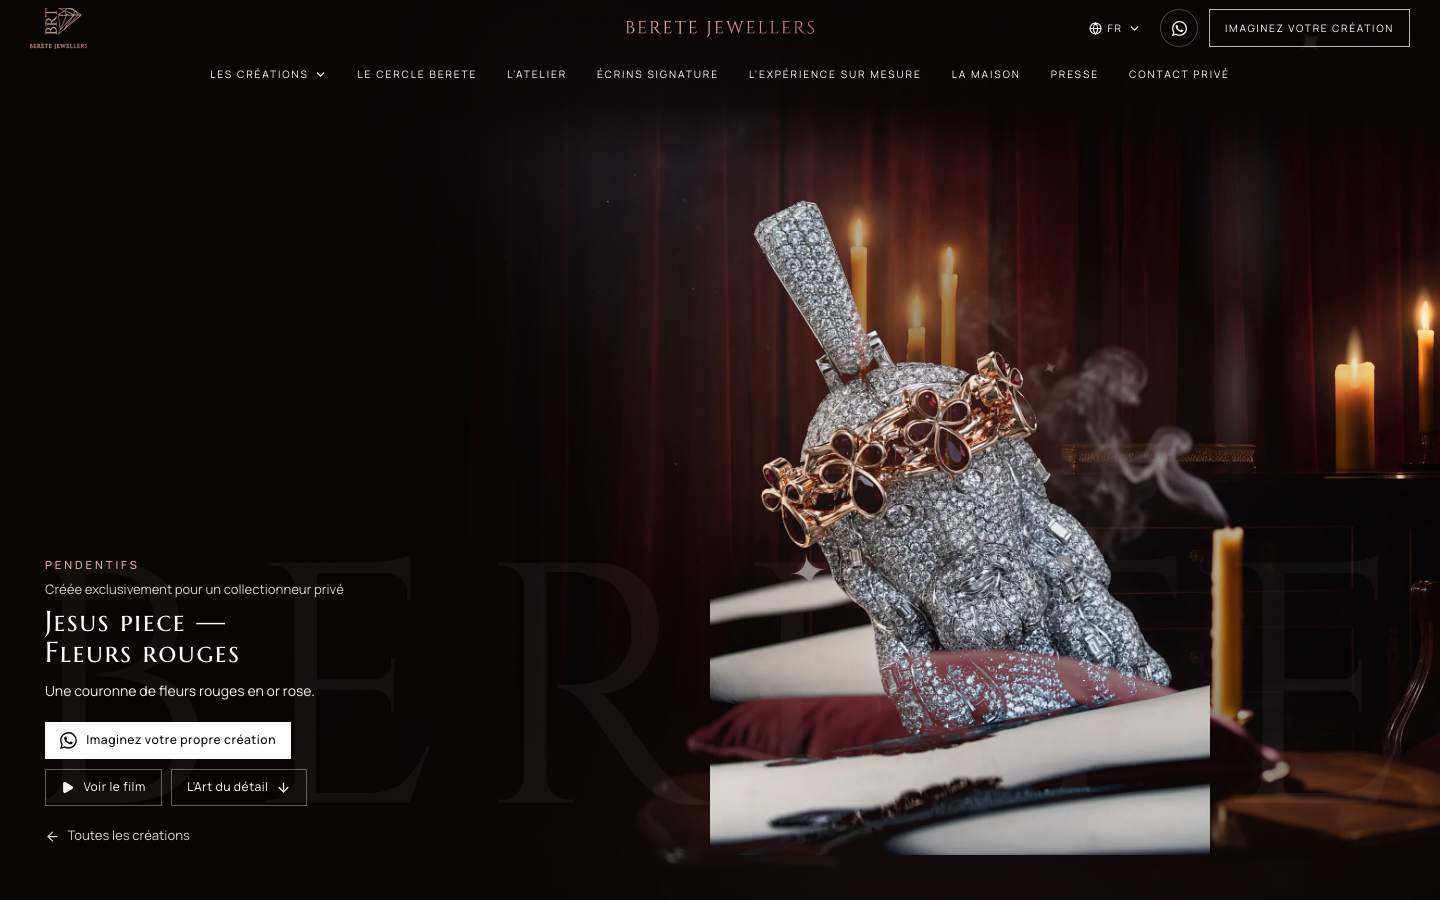 BRT
BERETE JEWELLERS
BERETE JEWELLERS
FR
IMAGINEZ VOTRE CRÉATION
LES CRÉATIONS
LE CERCLE BERETE
L'ATELIER
ÉCRINS SIGNATURE
L'EXPÉRIENCE SUR MESURE
LA MAISON
PRESSE
CONTACT PRIVÉ
BERETE
PENDENTIFS
Créée exclusivement pour un collectionneur privé
Jesus piece —
Fleurs rouges
Une couronne de fleurs rouges en or rose.
Imaginez votre propre création
Voir le film
L'Art du détail
Toutes les créations